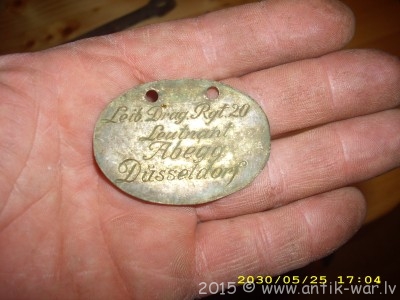 Leib. Drag. Rgt. 20
Leutnant
Abegg
Düsseldorf
2030/05/25 17:04
2015 © www.antik-war.lv